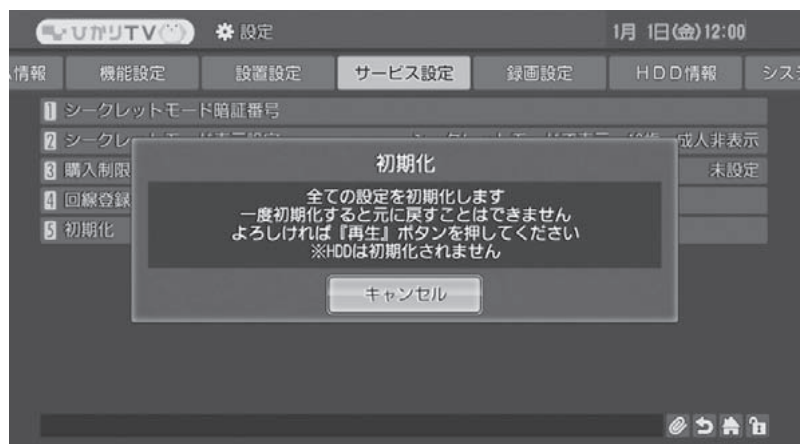 ひかりTV 設定 1月 1日(金)12:00
情報 機能設定 設置設定 サービス設定 録画設定 HDD情報 シス
1 シークレットモード暗証番号
2 シークレ 成人非表示
3 購入制限 未設定
4 回線登録
5 初期化
初期化
全ての設定を初期化します
一度初期化すると元に戻すことはできません
よろしければ『再生』ボタンを押してください
※HDDは初期化されません
キャンセル